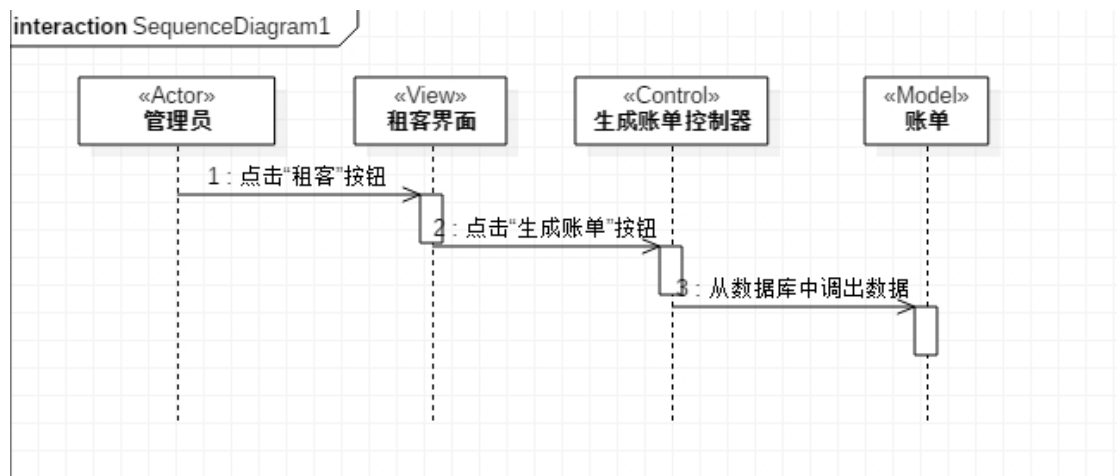 interaction SequenceDiagram1
«Actor»
管理员
«View»
租客界面
«Control»
生成账单控制器
«Model»
账单
1 : 点击“租客”按钮
2 : 点击“生成账单”按钮
3 : 从数据库中调出数据